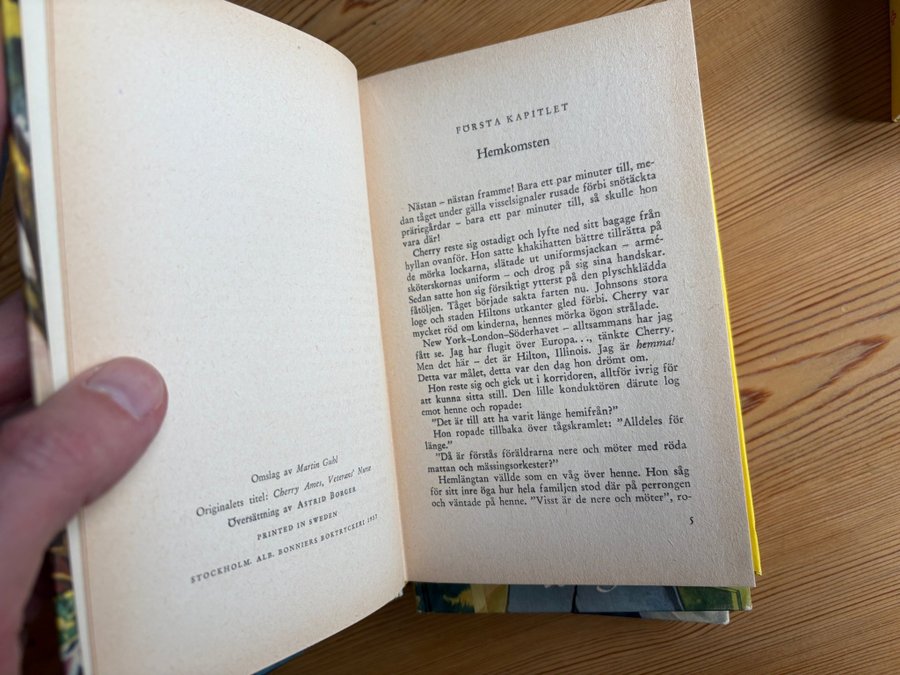 Omslag av Martin Guhl
Originalets titel: Cherry Ames, Veterans' Nurse
Översättning av ASTRID BORGER
PRINTED IN SWEDEN
STOCKHOLM. ALB. BONNIERS BOKTRYCKERI 1957
FÖRSTA KAPITLET
Hemkomsten
Nästan – nästan framme! Bara ett par minuter till, me-
dan tåget under gälla visselsignaler rusade förbi snötäckta
präriegårdar – bara ett par minuter till, så skulle hon
vara där!
Cherry reste sig ostadigt och lyfte ned sitt bagage från
hyllan ovanför. Hon satte khakihatten bättre tillrätta på
de mörka lockarna, slätade ut uniformsjackan – armé-
sköterskornas uniform – och drog på sig sina handskar.
Sedan satte hon sig försiktigt ytterst på den plyschklädda
fåtöljen. Tåget började sakta farten nu. Johnsons stora
loge och staden Hiltons utkanter gled förbi. Cherry var
mycket röd om kinderna, hennes mörka ögon strålade.
New York–London–Söderhavet – alltsammans har jag
fått se. Jag har flugit över Europa..., tänkte Cherry.
Men det här – det är Hilton, Illinois. Jag är hemma!
Detta var målet, detta var den dag hon drömt om.
Hon reste sig och gick ut i korridoren, alltför ivrig för
att kunna sitta still. Den lille konduktören därute log
emot henne och ropade:
”Det är till att ha varit länge hemifrån?”
Hon ropade tillbaka över tågskramlet: ”Alldeles för
länge.”
”Då är förstås föräldrarna nere och möter med röda
mattan och mässingsorkester?”
Hemlängtan vällde som en våg över henne. Hon såg
för sitt inre öga hur hela familjen stod där på perrongen
och väntade på henne. ”Visst är de nere och möter”, ro-
5